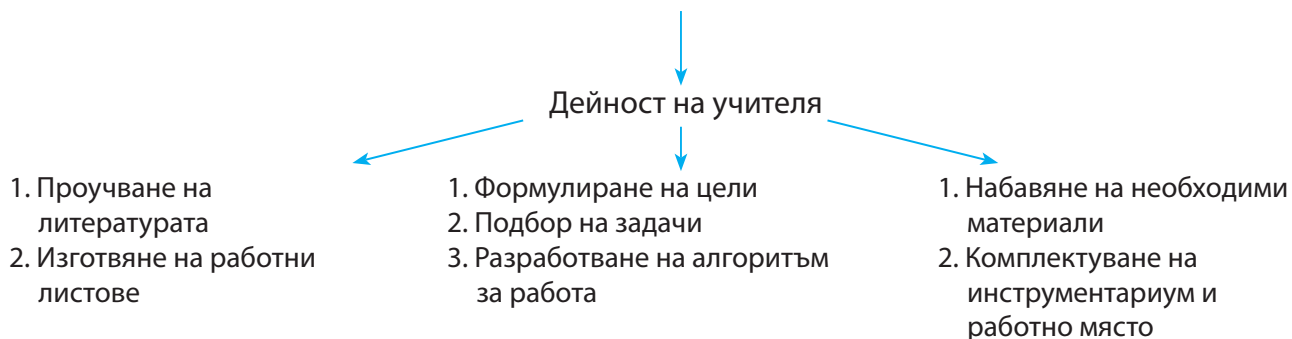 Дейност на учителя
1. Проучване на
литературата
2. Изготвяне на работни
листове
1. Формулиране на цели
2. Подбор на задачи
3. Разработване на алгоритъм
за работа
1. Набавяне на необходими
материали
2. Комплектуване на
инструментариум и
работно място